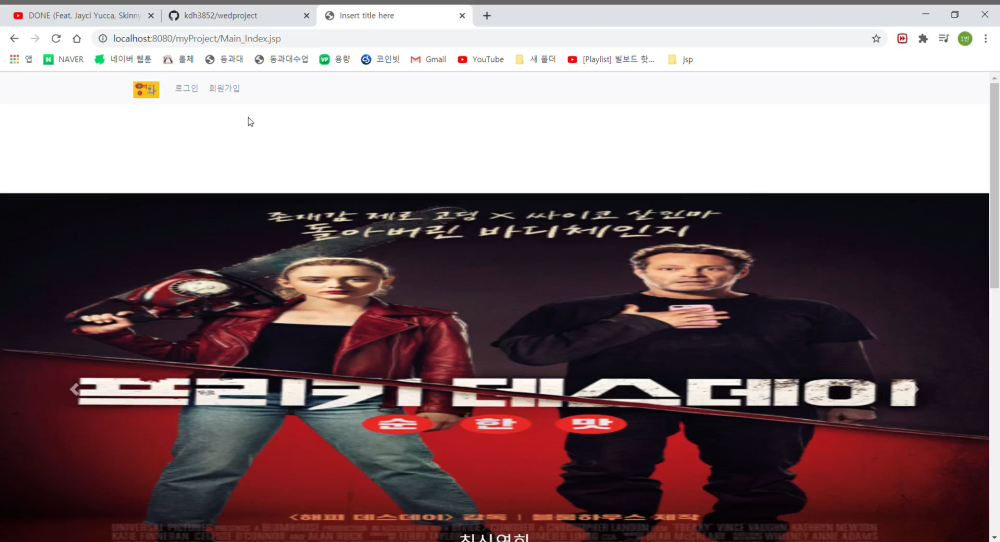 DONE (Feat. Jayci Yucca, Skinny
kdh3852/wedproject
Insert title here
localhost:8080/myProject/Main_Index.jsp
앱
NAVER
네이버 웹툰
플체
동과대
동과대수업
용량
코인빗
Gmail
YouTube
새 폴더
[Playlist] 빌보드 핫...
jsp
영화
로그인
회원가입
존재감 제로 고딩 X 싸이코 살인마
돌아버린 바디체인지
프리키 데스데이
순한맛
<해피 데스데이> 감독 | 블룸하우스 제작
최신영화